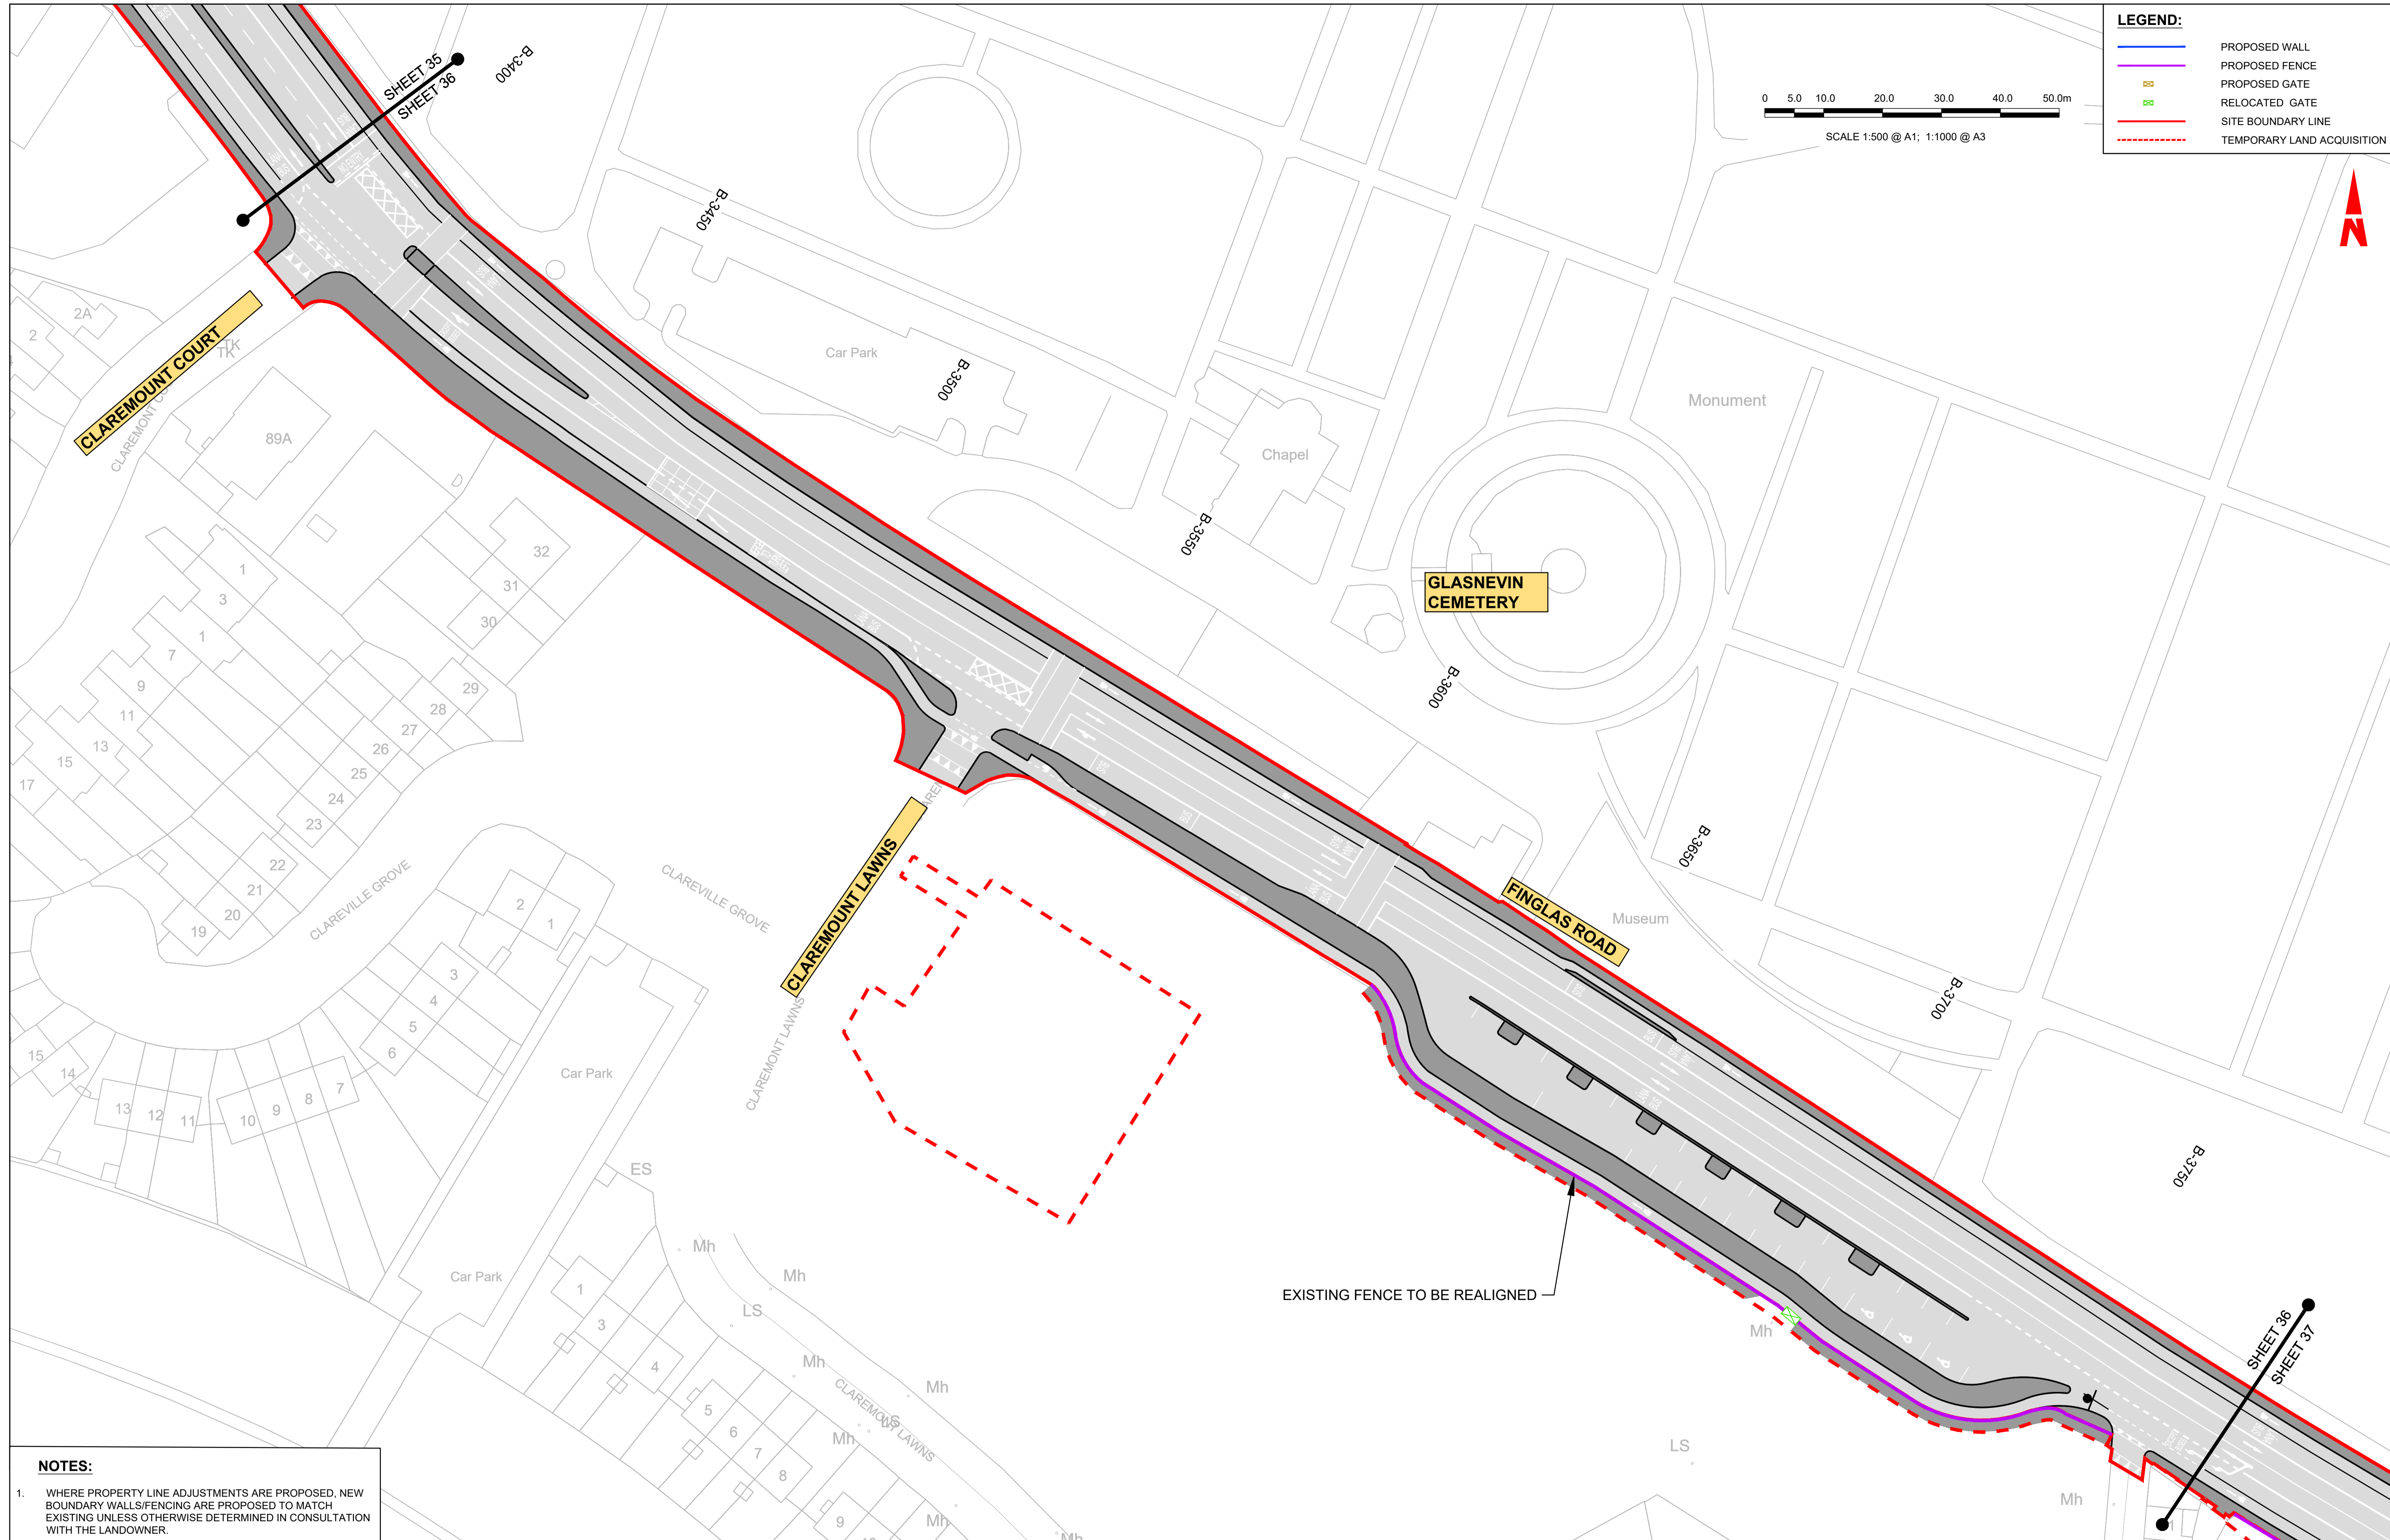 SHEET 35
SHEET 36
B-3400
LEGEND:
PROPOSED WALL
PROPOSED FENCE
PROPOSED GATE
RELOCATED GATE
SITE BOUNDARY LINE
TEMPORARY LAND ACQUISITION
0 5.0 10.0 20.0 30.0 40.0 50.0m
SCALE 1:500 @ A1; 1:1000 @ A3
N
B-3450
2A
2
TK
TK
CLAREMOUNT COURT
89A
Car Park
B-3500
Chapel
Monument
B-3550
GLASNEVIN
CEMETERY
B-3600
32
31
30
1
3
1
7
9
11
13
15
17
29
28
27
26
25
24
23
22
21
20
19
CLAREVILLE GROVE
CLAREVILLE GROVE
CLAREMOUNT LAWNS
CLAREMONT LAWNS
FINGLAS ROAD
Museum
B-3650
B-3700
B-3750
2
1
3
4
5
6
7
8
9
10
11
12
13
14
15
Car Park
ES
Car Park
Mh
Mh
LS
Mh
Mh
CLAREMONT LAWNS
LS
Mh
Mh
Mh
1
3
4
5
6
7
8
9
EXISTING FENCE TO BE REALIGNED
Mh
LS
Mh
SHEET 36
SHEET 37
NOTES:
1. WHERE PROPERTY LINE ADJUSTMENTS ARE PROPOSED, NEW
BOUNDARY WALLS/FENCING ARE PROPOSED TO MATCH
EXISTING UNLESS OTHERWISE DETERMINED IN CONSULTATION
WITH THE LANDOWNER.